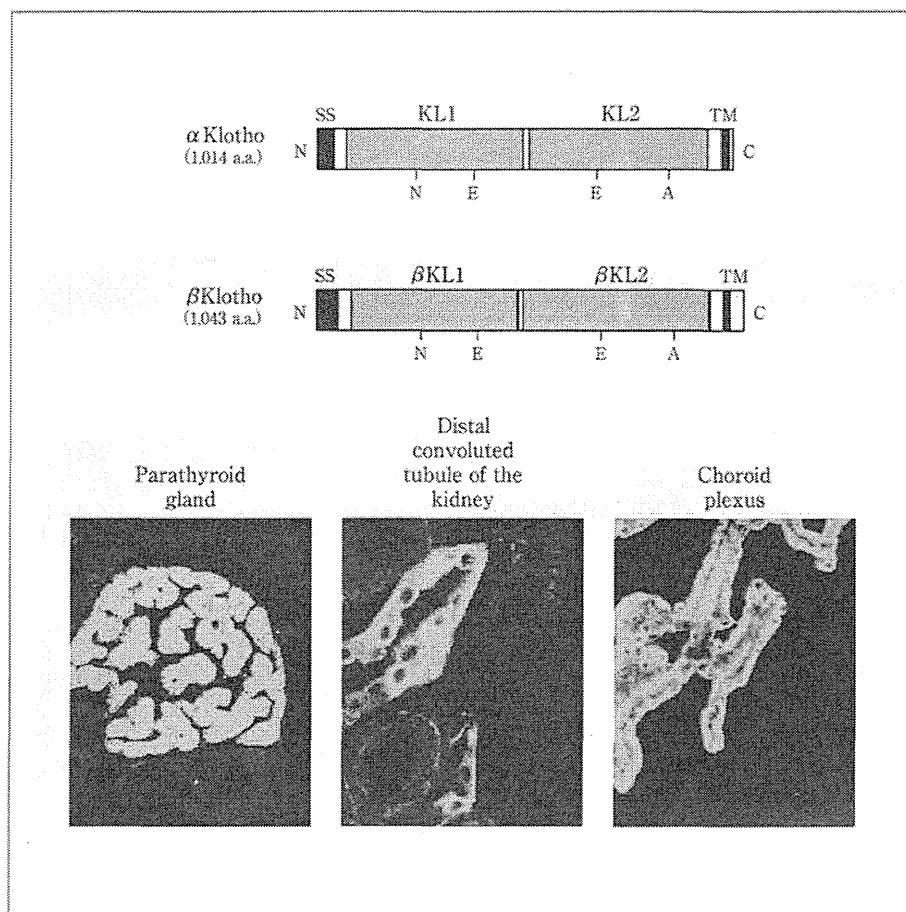 SS KL1 KL2 TM
α Klotho
(1,014 a.a.)
N C
N E E A
SS βKL1 βKL2 TM
βKlotho
(1,043 a.a.)
N C
N E E A
Parathyroid
gland
Distal
convoluted
tubule of the
kidney
Choroid
plexus